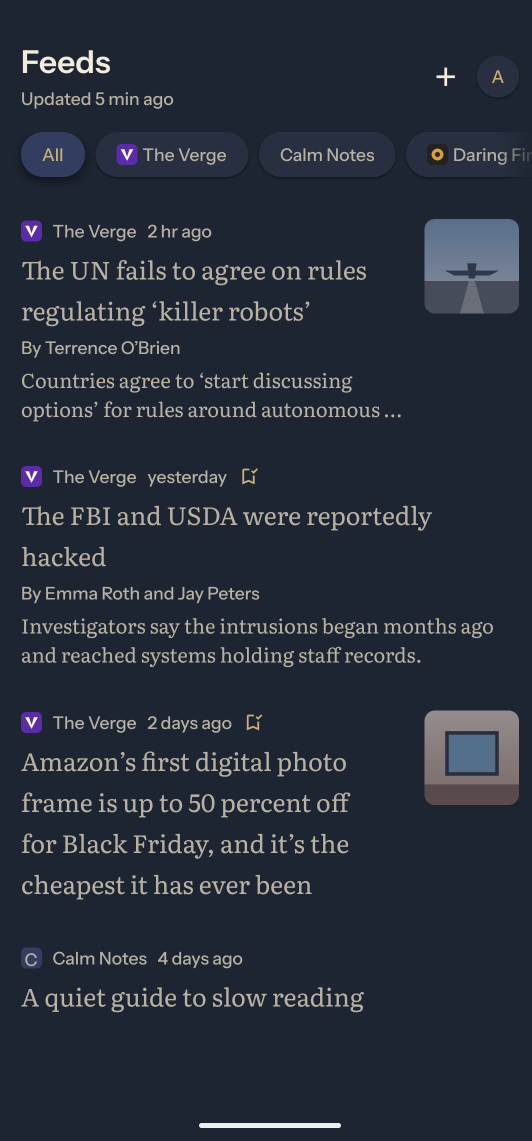 Feeds
Updated 5 min ago
+
A
All
V The Verge
Calm Notes
Daring Fir
V The Verge 2 hr ago
The UN fails to agree on rules
regulating ‘killer robots’
By Terrence O’Brien
Countries agree to ‘start discussing
options’ for rules around autonomous ...
V The Verge yesterday
The FBI and USDA were reportedly
hacked
By Emma Roth and Jay Peters
Investigators say the intrusions began months ago
and reached systems holding staff records.
V The Verge 2 days ago
Amazon’s first digital photo
frame is up to 50 percent off
for Black Friday, and it’s the
cheapest it has ever been
C Calm Notes 4 days ago
A quiet guide to slow reading